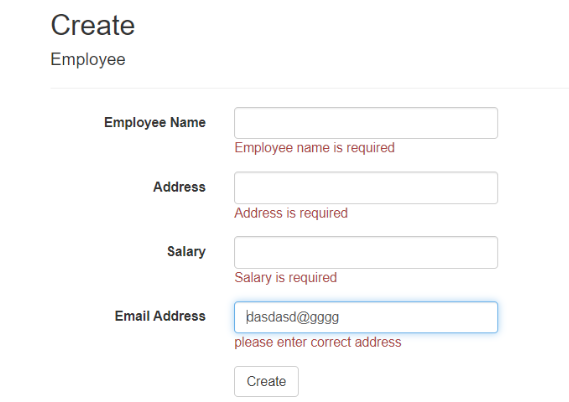 Create
Employee
Employee Name
Employee name is required
Address
Address is required
Salary
Salary is required
Email Address dasdasd@gggg
please enter correct address
Create